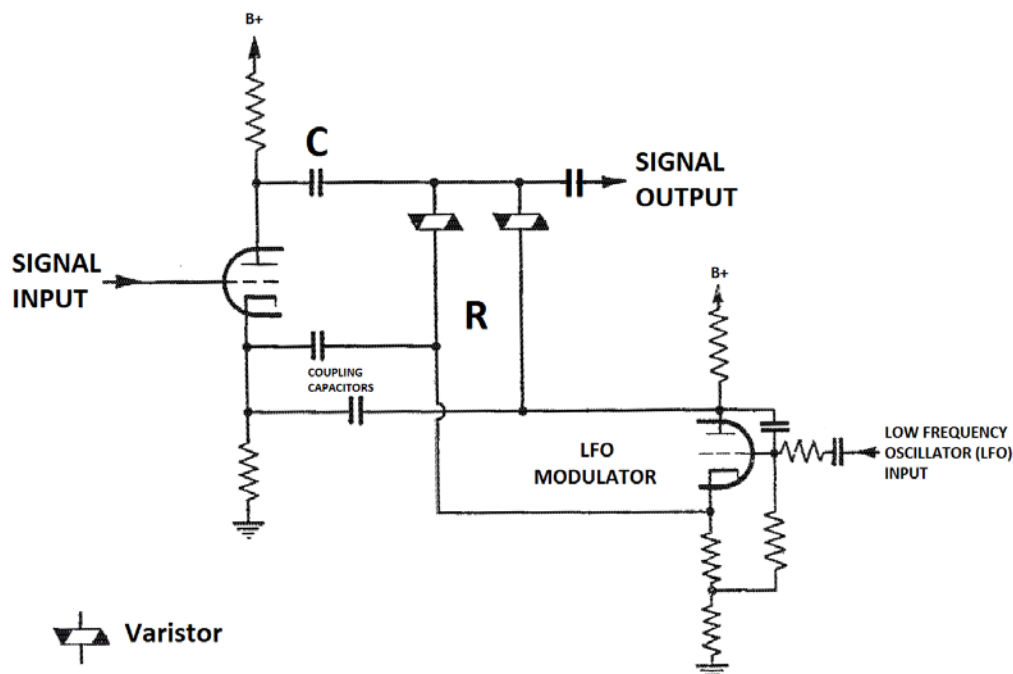 B+
C
SIGNAL
OUTPUT
SIGNAL
INPUT
B+
R
COUPLING
CAPACITORS
LFO
MODULATOR
LOW FREQUENCY
OSCILLATOR (LFO)
INPUT
Varistor